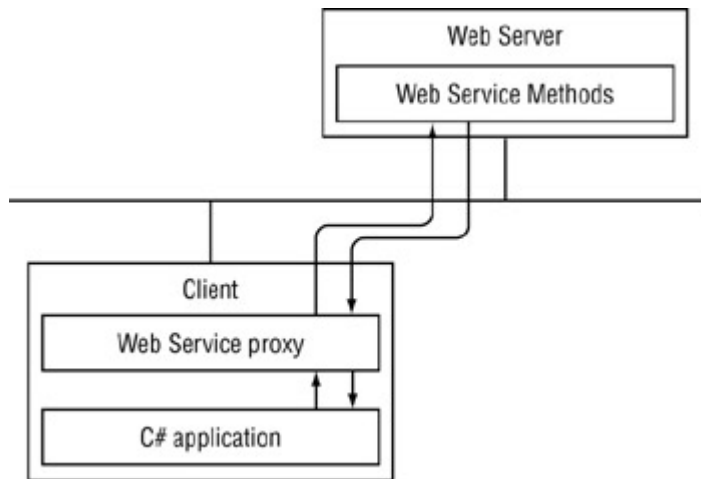 Web Server
Web Service Methods
Client
Web Service proxy
C# application